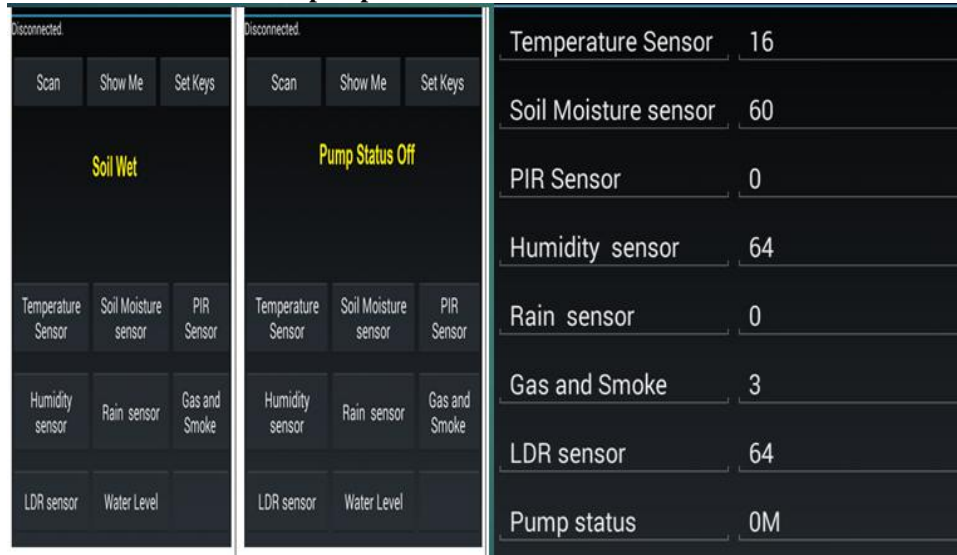 Disconnected.
Scan Show Me Set Keys
Soil Wet
Temperature Sensor
Soil Moisture sensor
PIR Sensor
Humidity sensor
Rain sensor
Gas and Smoke
LDR sensor
Water Level
Disconnected.
Scan Show Me Set Keys
Pump Status Off
Temperature Sensor
Soil Moisture sensor
PIR Sensor
Humidity sensor
Rain sensor
Gas and Smoke
LDR sensor
Water Level
Temperature Sensor 16
Soil Moisture sensor 60
PIR Sensor 0
Humidity sensor 64
Rain sensor 0
Gas and Smoke 3
LDR sensor 64
Pump status 0M